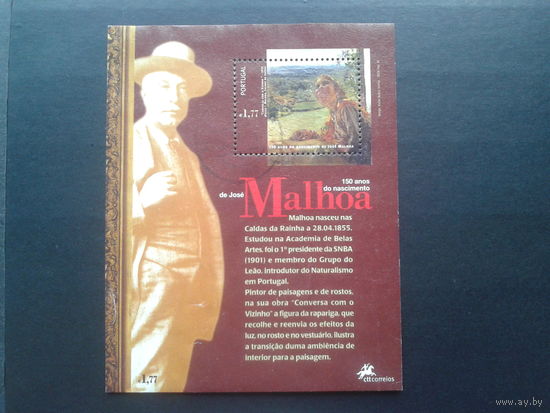 PORTUGAL
€1,77
150 ANOS DO NASCIMENTO DE JOSÉ MALHOA
150 anos
do nascimento
de José
Malhoa
Malhoa nasceu nas
Caldas da Rainha a 28.04.1855.
Estudou na Academia de Belas
Artes, foi o 1º presidente da SNBA
(1901) e membro do Grupo do
Leão, introdutor do Naturalismo
em Portugal.
Pintor de paisagens e de rostos,
na sua obra "Conversa com o
Vizinho" a figura da rapariga, que
recolhe e reenvia os efeitos da
luz, no rosto e no vestuário, ilustra
a transição duma ambiência de
interior para a paisagem.
€1,77
cttcorreios
www.ay.by